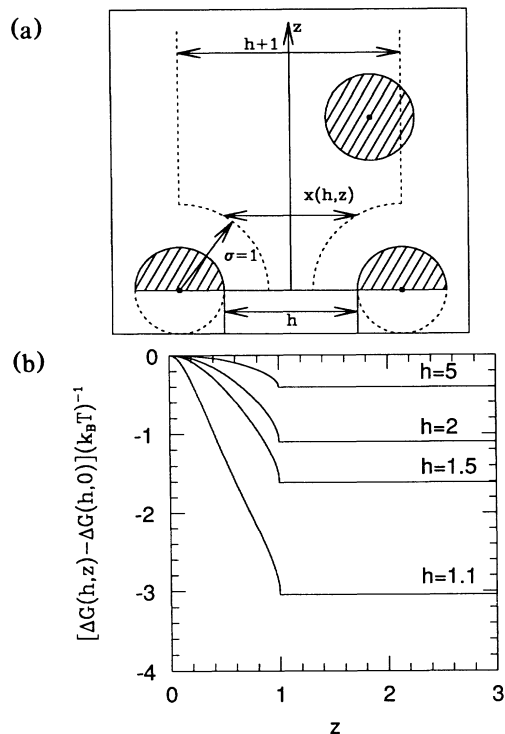 (a)
z
h+1
x(h,z)
σ=1
h
(b)
[ΔG(h,z)−ΔG(h,0)](k_BT)^{-1}
0
-1
-2
-3
-4
h=5
h=2
h=1.5
h=1.1
0 1 2 3
z